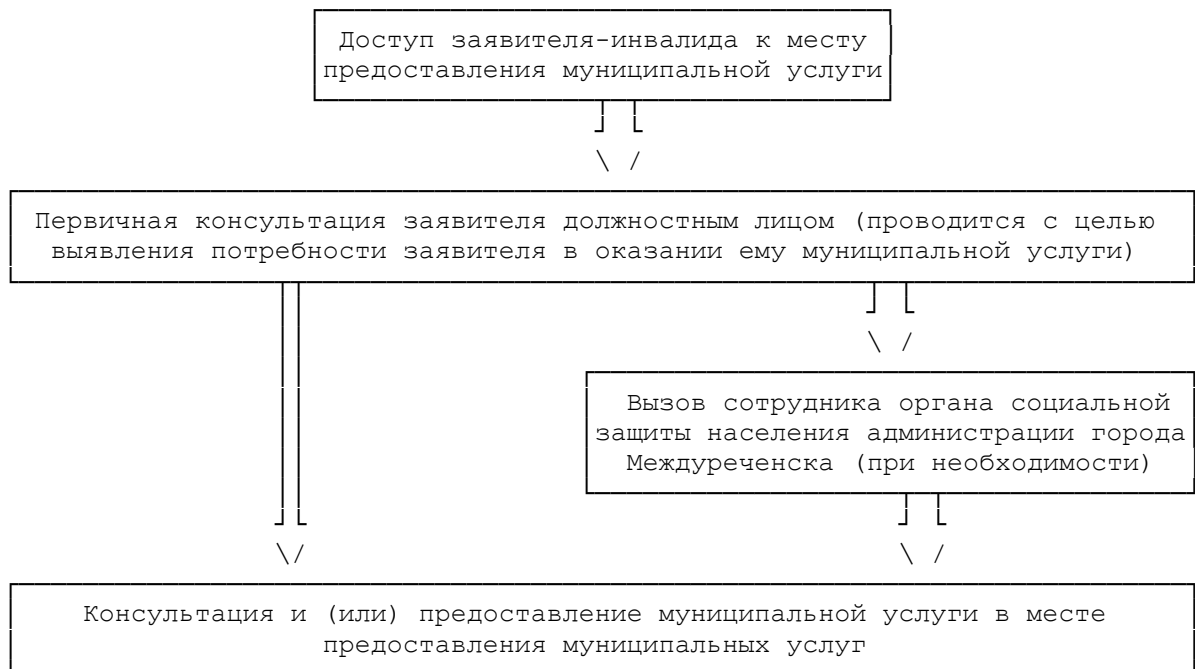 Доступ заявителя-инвалида к месту
предоставления муниципальной услуги
Первичная консультация заявителя должностным лицом (проводится с целью
выявления потребности заявителя в оказании ему муниципальной услуги)
Вызов сотрудника органа социальной
защиты населения администрации города
Междуреченска (при необходимости)
Консультация и (или) предоставление муниципальной услуги в месте
предоставления муниципальных услуг